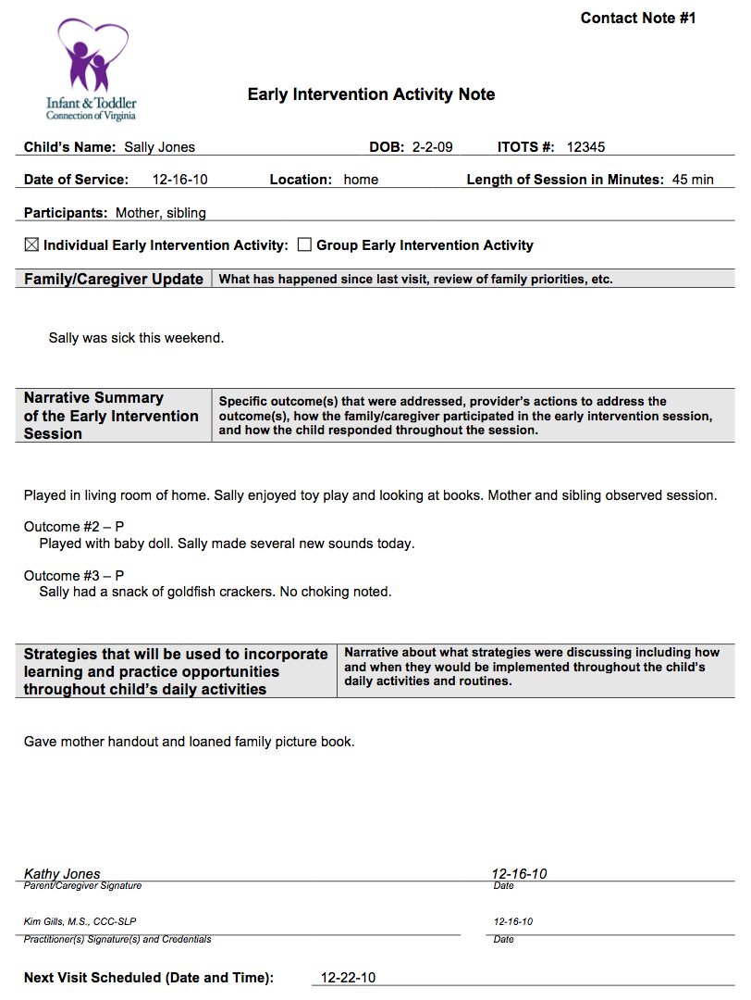 Contact Note #1
Infant & Toddler
Connection of Virginia
Early Intervention Activity Note
Child's Name: Sally Jones DOB: 2-2-09 ITOTS #: 12345
Date of Service: 12-16-10 Location: home Length of Session in Minutes: 45 min
Participants: Mother, sibling
☒ Individual Early Intervention Activity: ☐ Group Early Intervention Activity
Family/Caregiver Update What has happened since last visit, review of family priorities, etc.
Sally was sick this weekend.
Narrative Summary
of the Early Intervention
Session
Specific outcome(s) that were addressed, provider's actions to address the
outcome(s), how the family/caregiver participated in the early intervention session,
and how the child responded throughout the session.
Played in living room of home. Sally enjoyed toy play and looking at books. Mother and sibling observed session.
Outcome #2 – P
Played with baby doll. Sally made several new sounds today.
Outcome #3 – P
Sally had a snack of goldfish crackers. No choking noted.
Strategies that will be used to incorporate
learning and practice opportunities
throughout child's daily activities
Narrative about what strategies were discussing including how
and when they would be implemented throughout the child's
daily activities and routines.
Gave mother handout and loaned family picture book.
Kathy Jones 12-16-10
Parent/Caregiver Signature Date
Kim Gills, M.S., CCC-SLP 12-16-10
Practitioner(s) Signature(s) and Credentials Date
Next Visit Scheduled (Date and Time): 12-22-10